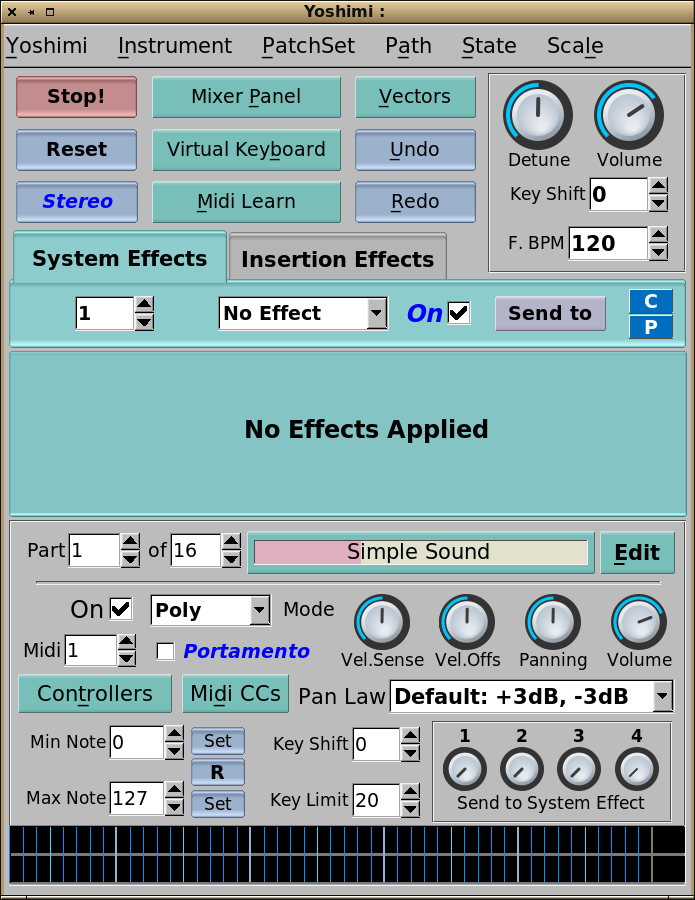 Yoshimi :
Yoshimi Instrument PatchSet Path State Scale
Stop! Mixer Panel Vectors
Reset Virtual Keyboard Undo
Stereo Midi Learn Redo
Detune Volume
Key Shift 0
F. BPM 120
System Effects Insertion Effects
1 No Effect On Send to C
P
No Effects Applied
Part 1 of 16 Simple Sound Edit
On Poly Mode
Midi 1 Portamento
Vel.Sense Vel.Offs Panning Volume
Controllers Midi CCs Pan Law Default: +3dB, -3dB
Min Note 0 Set Key Shift 0
R
Max Note 127 Set Key Limit 20
1 2 3 4
Send to System Effect